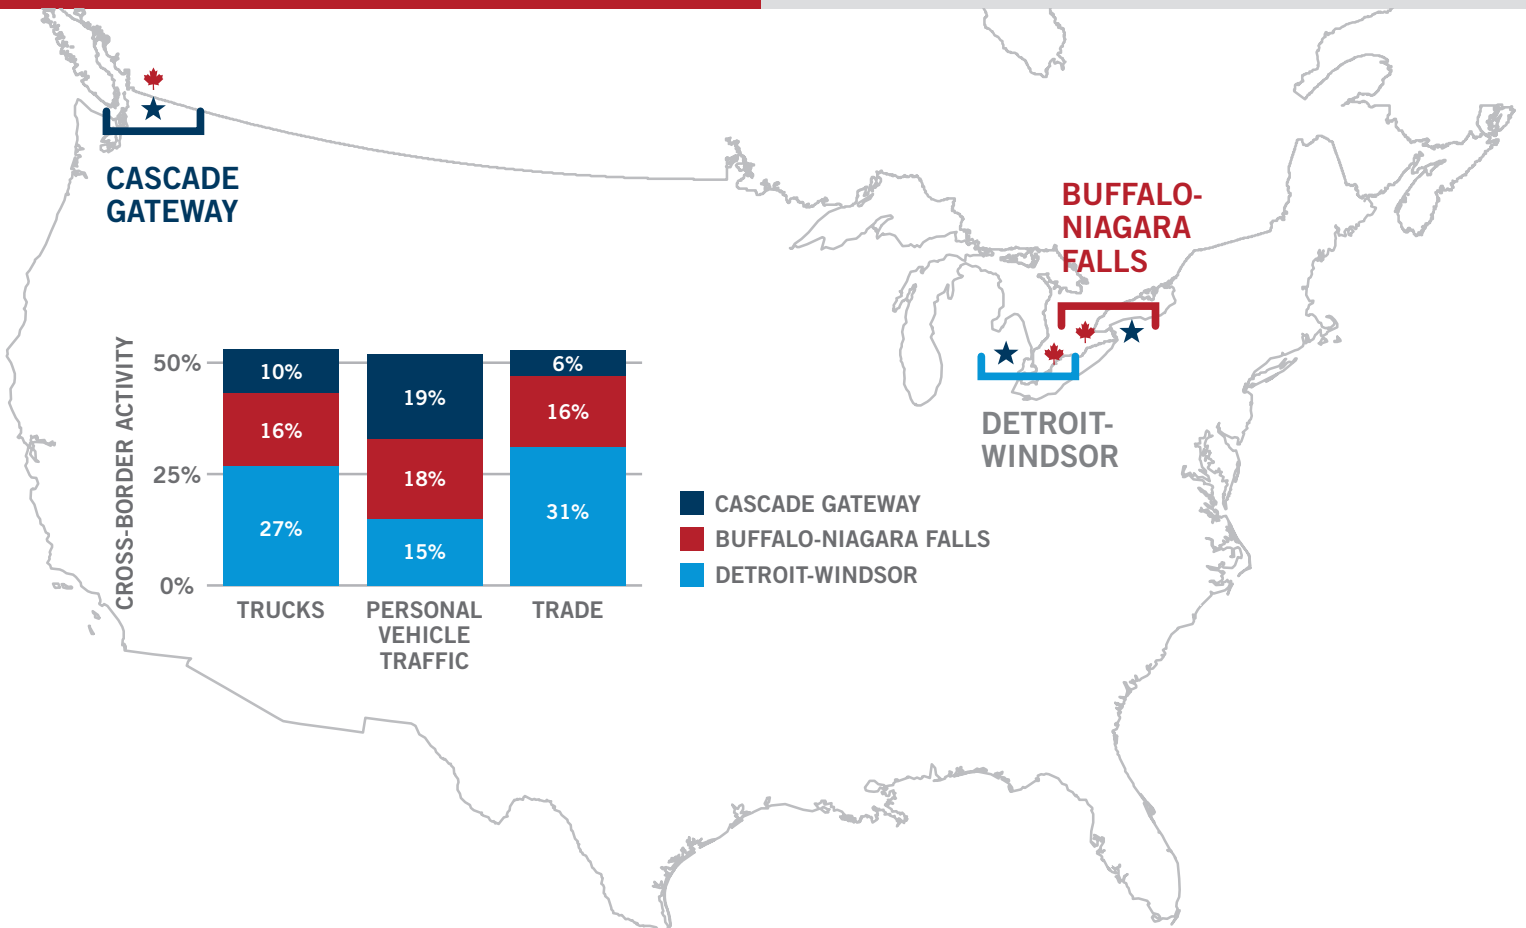 CASCADE
GATEWAY
BUFFALO-
NIAGARA
FALLS
DETROIT-
WINDSOR
CROSS-BORDER ACTIVITY
50%
25%
0%
10%
16%
27%
19%
18%
15%
6%
16%
31%
TRUCKS
PERSONAL
VEHICLE
TRAFFIC
TRADE
CASCADE GATEWAY
BUFFALO-NIAGARA FALLS
DETROIT-WINDSOR